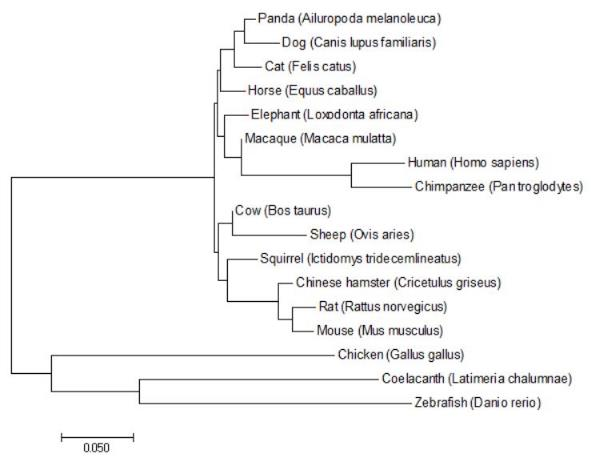 Panda (Ailuropoda melanoleuca)
Dog (Canis lupus familiaris)
Cat (Felis catus)
Horse (Equus caballus)
Elephant (Loxodonta africana)
Macaque (Macaca mulatta)
Human (Homo sapiens)
Chimpanzee (Pan troglodytes)
Cow (Bos taurus)
Sheep (Ovis aries)
Squirrel (Ictidomys tridecemlineatus)
Chinese hamster (Cricetulus griseus)
Rat (Rattus norvegicus)
Mouse (Mus musculus)
Chicken (Gallus gallus)
Coelacanth (Latimeria chalumnae)
Zebrafish (Danio rerio)
0.050